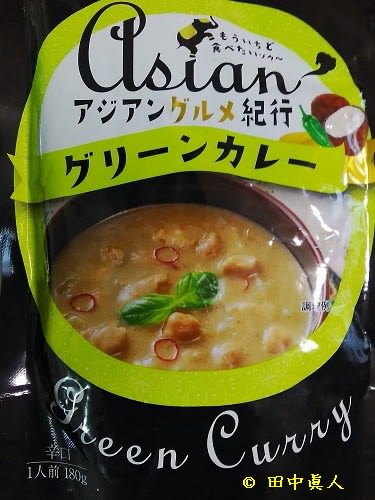 もういちど
食べたいソゥ〜
asian
アジアングルメ紀行
グリーンカレー
調理例
Green Curry
辛口
1人前 180g
© 田中眞人